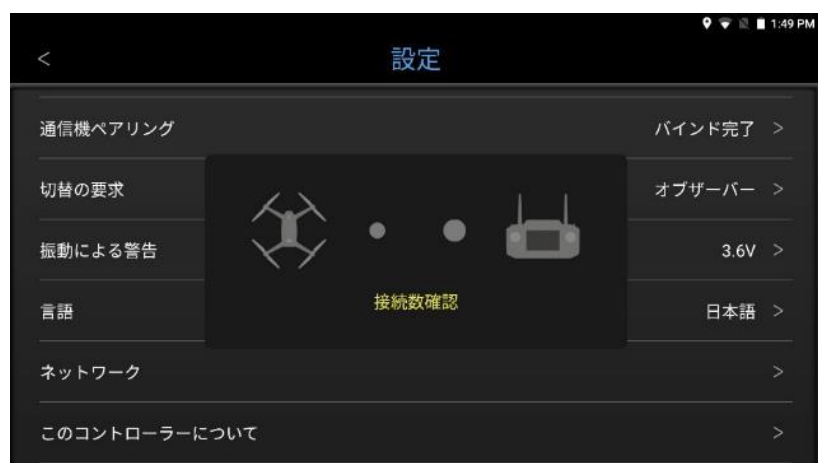 1:49 PM
< 設定
通信機ペアリング バインド完了 >
切替の要求 オブザーバー >
振動による警告 3.6V >
接続数確認
言語 日本語 >
ネットワーク >
このコントローラーについて >